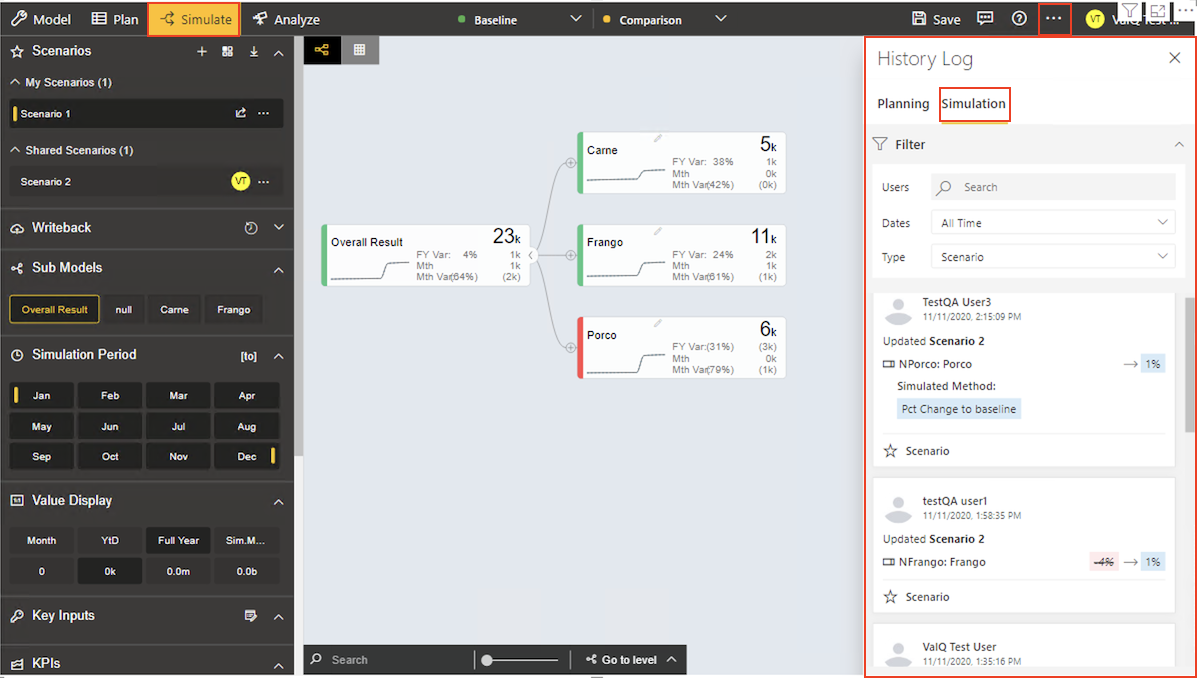 Model Plan Simulate Analyze Baseline Comparison Save VT ValQ Test ...
Scenarios
My Scenarios (1)
Scenario 1
Shared Scenarios (1)
Scenario 2 VT
Writeback
Sub Models
Overall Result null Carne Frango
Simulation Period [to]
Jan Feb Mar Apr
May Jun Jul Aug
Sep Oct Nov Dec
Value Display
Month YtD Full Year Sim.M...
0 0k 0.0m 0.0b
Key Inputs
KPIs
Overall Result 23k
FY Var: 4% 1k
Mth 1k
Mth Var(64%) (2k)
Carne 5k
FY Var: 38% 1k
Mth 0k
Mth Var(42%) (0k)
Frango 11k
FY Var: 24% 2k
Mth 1k
Mth Var(61%) (1k)
Porco 6k
FY Var:(31%) (3k)
Mth 0k
Mth Var(79%) (1k)
Search Go to level
History Log
Planning Simulation
Filter
Users Search
Dates All Time
Type Scenario
TestQA User3
11/11/2020, 2:15:09 PM
Updated Scenario 2
NPorco: Porco → 1%
Simulated Method:
Pct Change to baseline
Scenario
testQA user1
11/11/2020, 1:58:35 PM
Updated Scenario 2
NFrango: Frango -4% → 1%
Scenario
ValQ Test User
11/11/2020, 1:35:16 PM